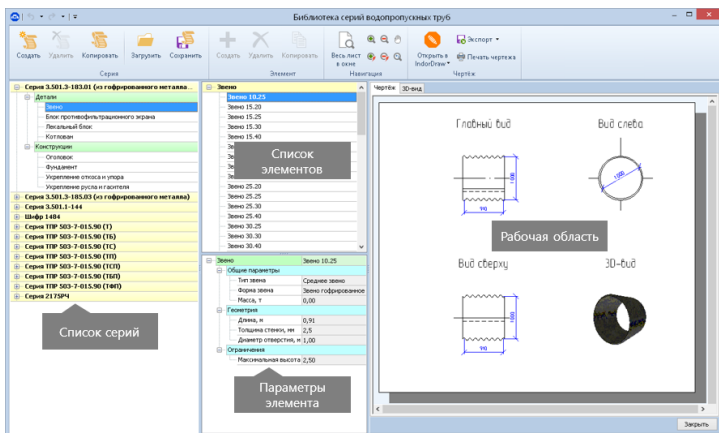 Библиотека серий водопропускных труб
Создать Удалить Копировать Загрузить Сохранить
Серия
Создать Удалить Копировать
Элемент
Весь лист в окне
Навигация
Открыть в IndorDraw
Экспорт
Печать чертежа
Чертёж
Серия 3.501.3-183.01 (из гофрированного металла...
Детали
Звено
Блок противофильтрационного экрана
Лекальный блок
Котлован
Конструкции
Оголовок
Фундамент
Укрепление откоса и упора
Укрепление русла и гасителя
Серия 3.501.3-185.03 (из гофрированного металла)
Серия 3.501.1-144
Шифр 1484
Серия ТПР 503-7-015.90 (Т)
Серия ТПР 503-7-015.90 (ТБ)
Серия ТПР 503-7-015.90 (ТС)
Серия ТПР 503-7-015.90 (ТП)
Серия ТПР 503-7-015.90 (ТСП)
Серия ТПР 503-7-015.90 (ТБП)
Серия ТПР 503-7-015.90 (ТФП)
Серия 2175РЧ
Список серий
Звено
Звено 10.25
Звено 15.20
Звено 15.25
Звено 15.30
Звено 15.40
Список
элементов
Звено 25.20
Звено 25.25
Звено 25.30
Звено 25.40
Звено 30.25
Звено 30.30
Звено 30.40
Звено Звено 10.25
Общие параметры
Тип звена Среднее звено
Форма звена Звено гофрированное
Масса, т 0,00
Геометрия
Длина, м 0,91
Толщина стенки, мм 2,5
Диаметр отверстия, м 1,00
Ограничения
Максимальная высота 2,50
Параметры
элемента
Чертёж 3D-вид
Главный вид Вид слева
910
Рабочая область
Вид сверху 3D-вид
910
Закрыть